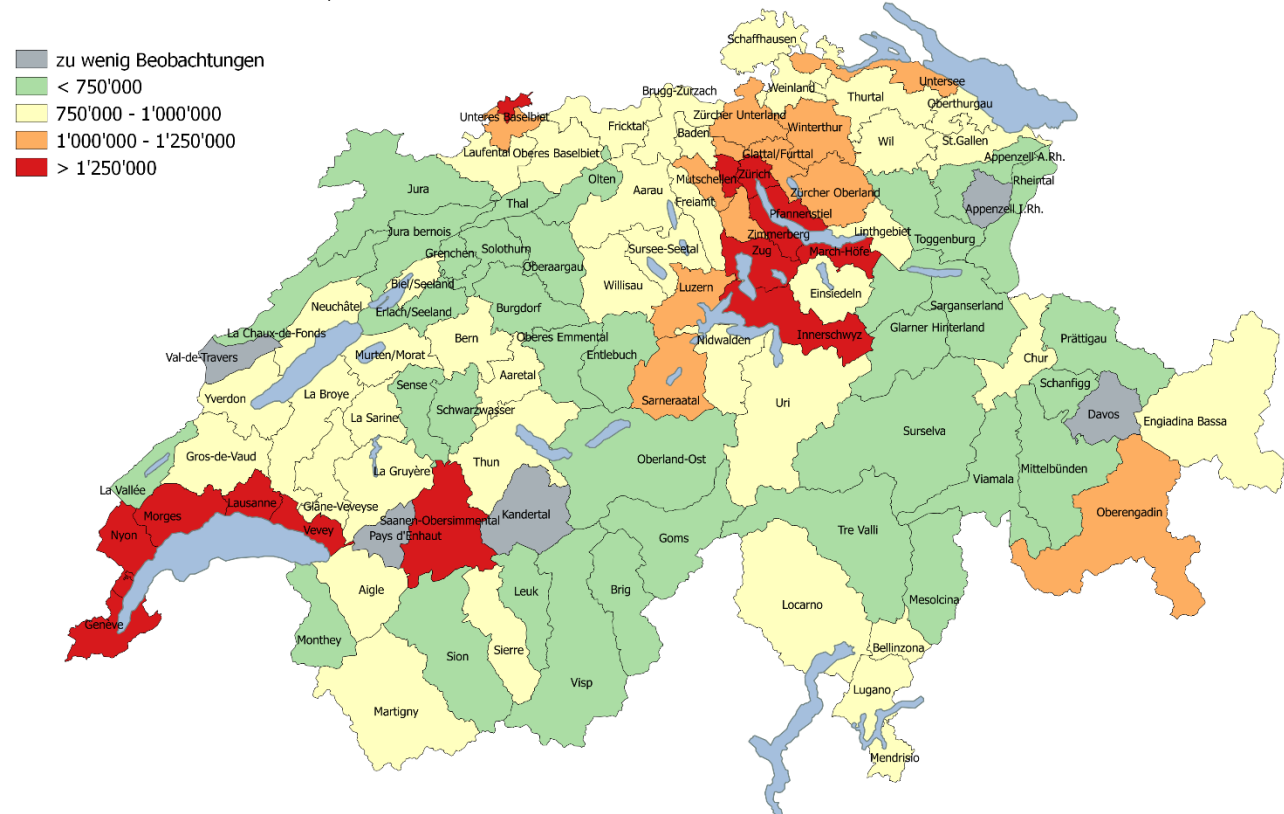 zu wenig Beobachtungen
< 750'000
750'000 - 1'000'000
1'000'000 - 1'250'000
> 1'250'000
Schaffhausen
Weinland
Untersee
Thurtal
Oberthurgau
Brugg-Zurzach
Zürcher Unterland
Winterthur
Unteres Baselbiet
Fricktal
Baden
Wil
St.Gallen
Laufental
Oberes Baselbiet
Glattal/Furttal
Appenzell A.Rh.
Jura
Olten
Aarau
Mutschellen
Zürich
Rheintal
Thal
Freiamt
Zürcher Oberland
Appenzell I.Rh.
Pfannenstiel
Jura bernois
Solothurn
Zimmerberg
Linthgebiet
Toggenburg
Grenchen
Oberaargau
Sursee-Seetal
Zug
March-Höfe
Biel/Seeland
Willisau
Luzern
Einsiedeln
Neuchâtel
Erlach/Seeland
Burgdorf
Sarganserland
La Chaux-de-Fonds
Bern
Oberes Emmental
Nidwalden
Innerschwyz
Glarner Hinterland
Prättigau
Val-de-Travers
Murten/Morat
Entlebuch
Chur
Aaretal
Schanfigg
Yverdon
La Broye
Sense
Sarneraatal
Uri
Schwarzwasser
Davos
La Sarine
Engiadina Bassa
Surselva
Gros-de-Vaud
La Gruyère
Thun
Oberland-Ost
Mittelbünden
Viamala
La Vallée
Lausanne
Glâne-Veveyse
Morges
Saanen-Obersimmental
Kandertal
Oberengadin
Nyon
Vevey
Pays d'Enhaut
Goms
Tre Valli
Aigle
Leuk
Brig
Mesolcina
Locarno
Genève
Monthey
Sion
Sierre
Bellinzona
Visp
Lugano
Martigny
Mendrisio